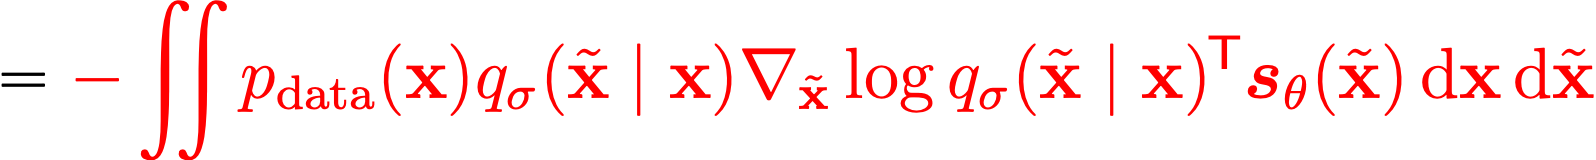 = − ∬ p_data(𝐱)q_σ(𝐱̃ ∣ 𝐱)∇_𝐱̃ log q_σ(𝐱̃ ∣ 𝐱)^⊤ 𝒔_θ(𝐱̃) d𝐱 d𝐱̃